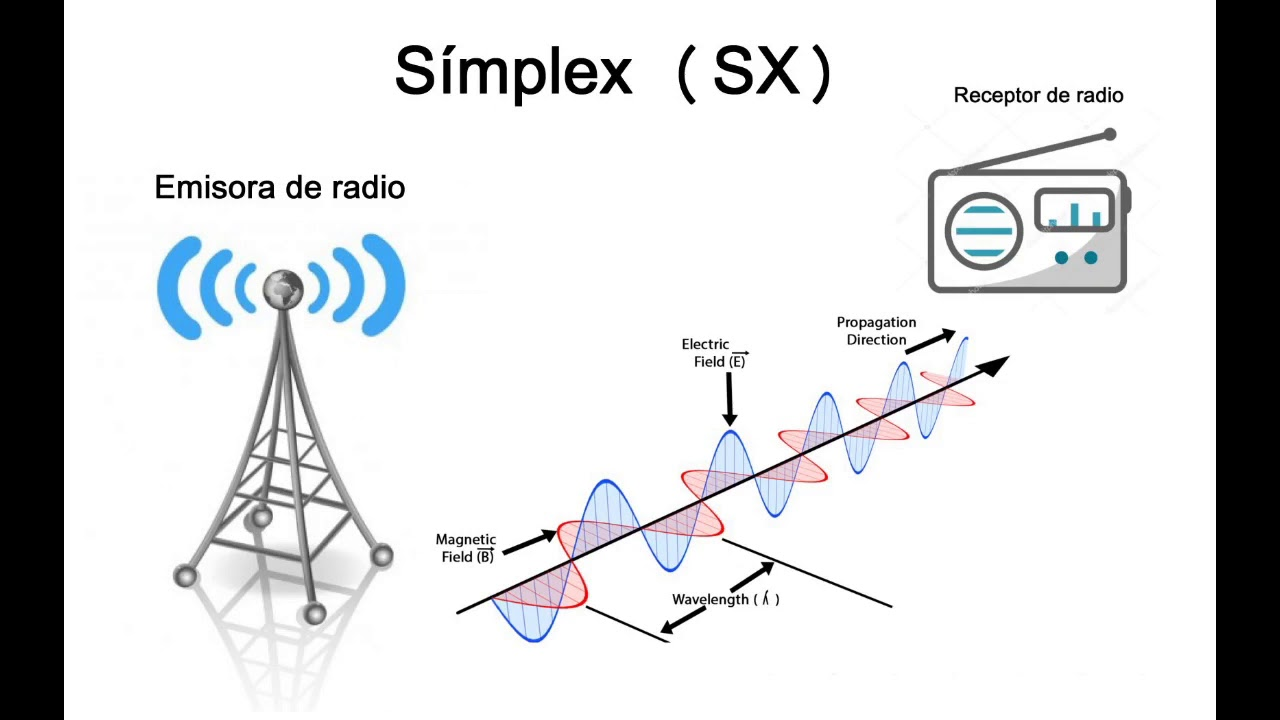 Símplex ( SX )
Receptor de radio
Emisora de radio
Propagation
Direction
Electric
Field (E)
Magnetic
Field (B)
Wavelength ( λ )